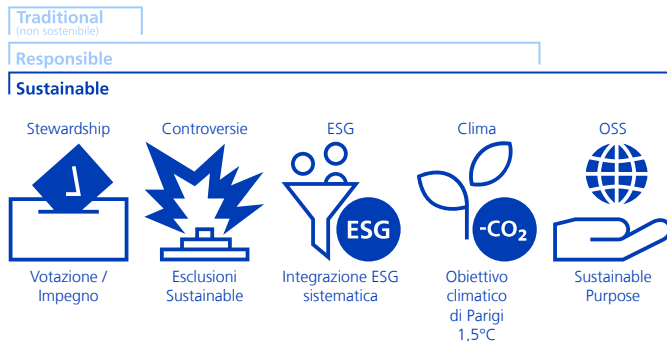 Traditional
(non sostenibile)
Responsible
Sustainable
Stewardship
Controversie
ESG
Clima
OSS
ESG
-CO₂
Votazione /
Impegno
Esclusioni
Sustainable
Integrazione ESG
sistematica
Obiettivo
climatico
di Parigi
1,5°C
Sustainable
Purpose